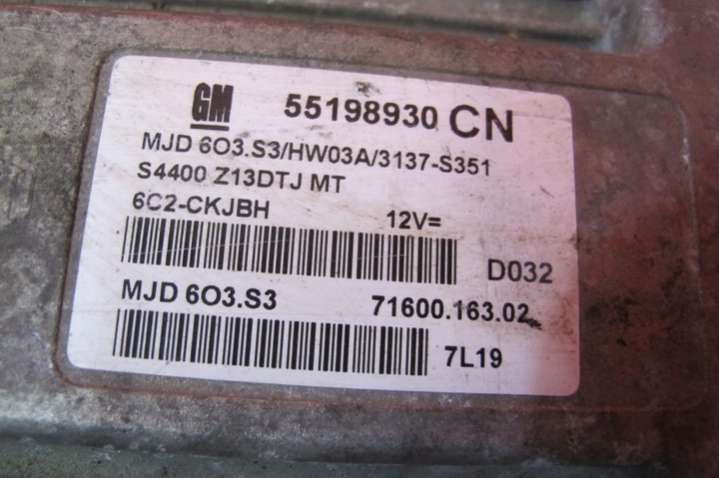 GM 55198930 CN
MJD 6O3.S3/HW03A/3137-S351
S4400 Z13DTJ MT
6C2-CKJBH 12V=
D032
MJD 6O3.S3 71600.163.02
7L19